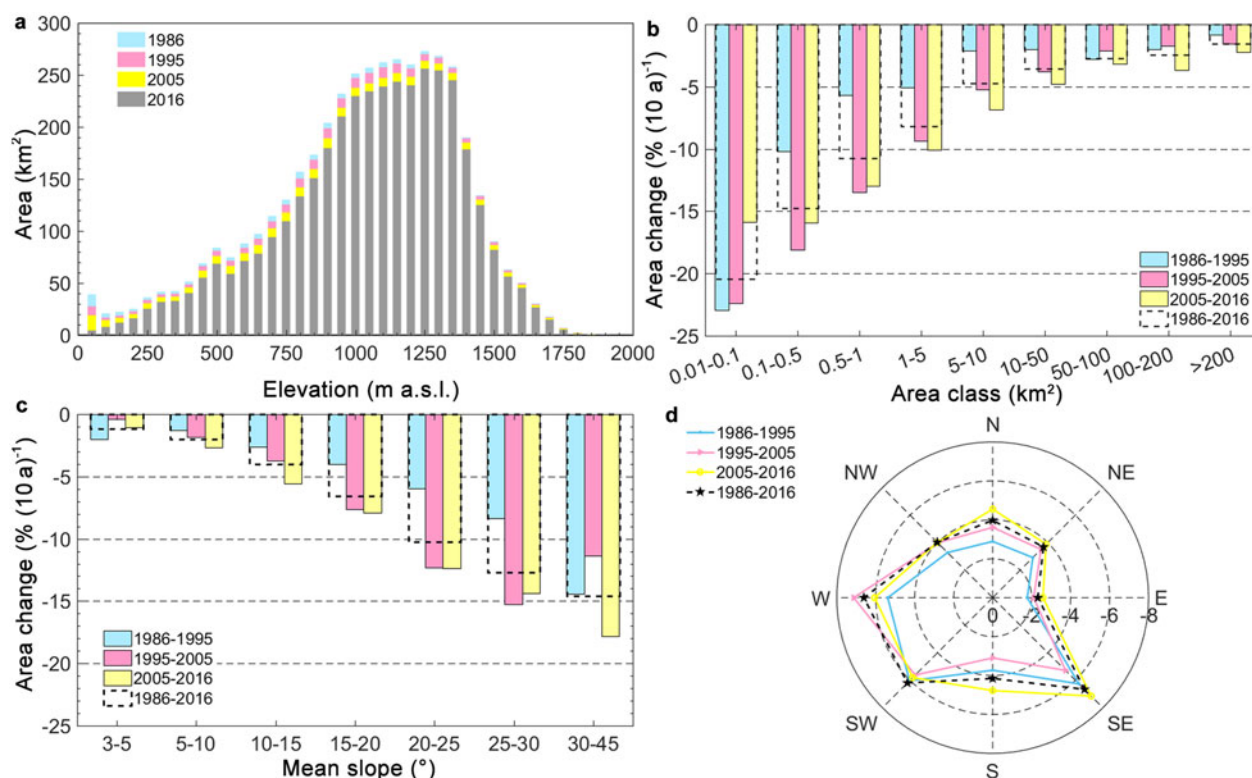 a
300
250
200
150
100
50
0
Area (km²)
1986
1995
2005
2016
0 250 500 750 1000 1250 1500 1750 2000
Elevation (m a.s.l.)
b
0
-5
-10
-15
-20
-25
Area change (% (10 a)⁻¹)
1986-1995
1995-2005
2005-2016
1986-2016
0.01-0.1 0.1-0.5 0.5-1 1-5 5-10 10-50 50-100 100-200 >200
Area class (km²)
c
0
-5
-10
-15
-20
-25
Area change (% (10 a)⁻¹)
1986-1995
1995-2005
2005-2016
1986-2016
3-5 5-10 10-15 15-20 20-25 25-30 30-45
Mean slope (°)
d
1986-1995
1995-2005
2005-2016
1986-2016
N
NW NE
W E
0 -2 -4 -6 -8
SW SE
S